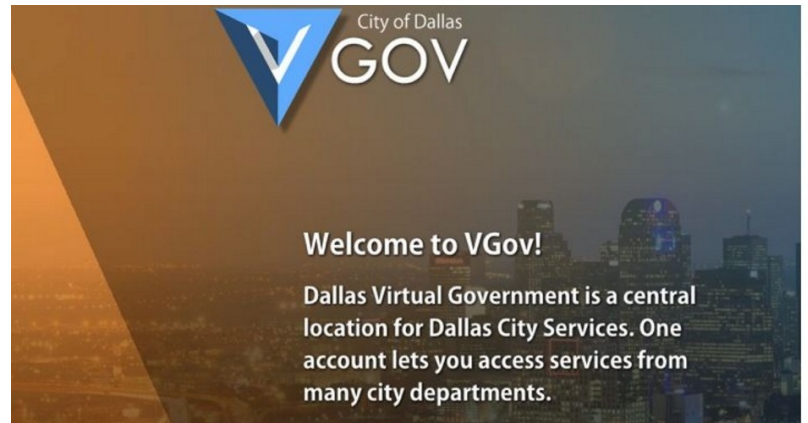 City of Dallas
V GOV
Welcome to VGov!
Dallas Virtual Government is a central
location for Dallas City Services. One
account lets you access services from
many city departments.